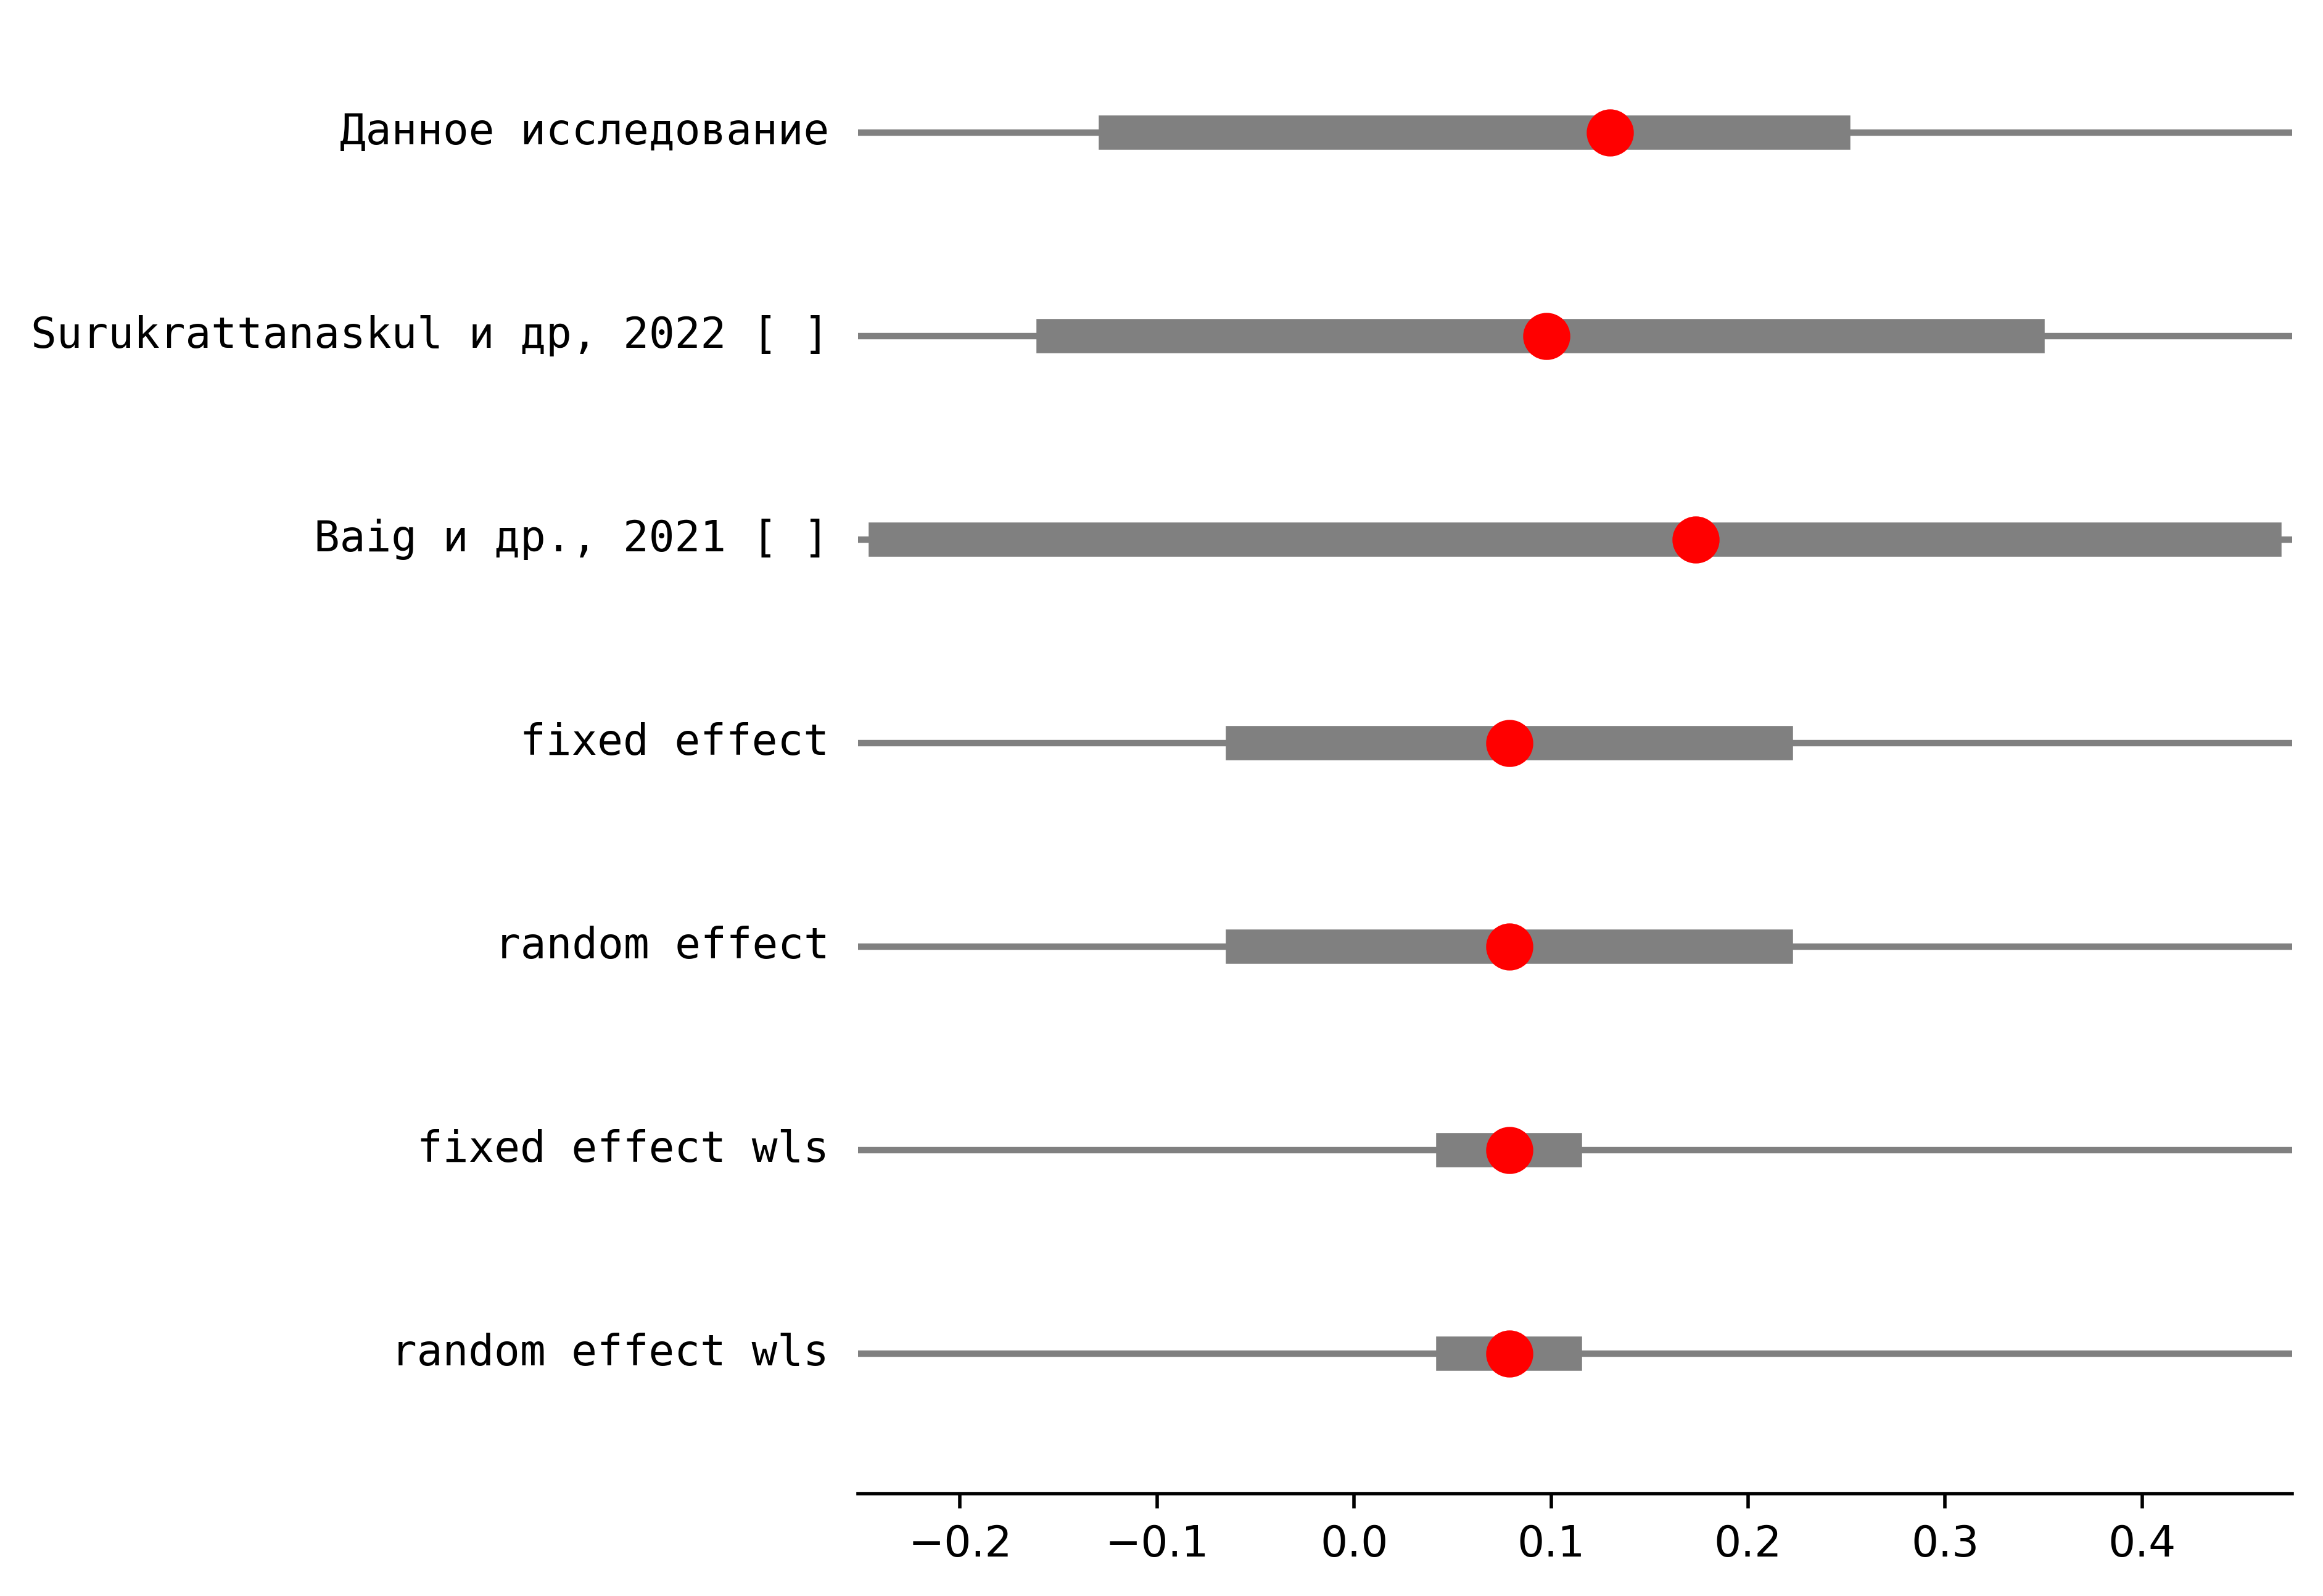 Данное исследование
Surukrattanaskul и др, 2022 [ ]
Baig и др., 2021 [ ]
fixed effect
random effect
fixed effect wls
random effect wls
−0.2 −0.1 0.0 0.1 0.2 0.3 0.4